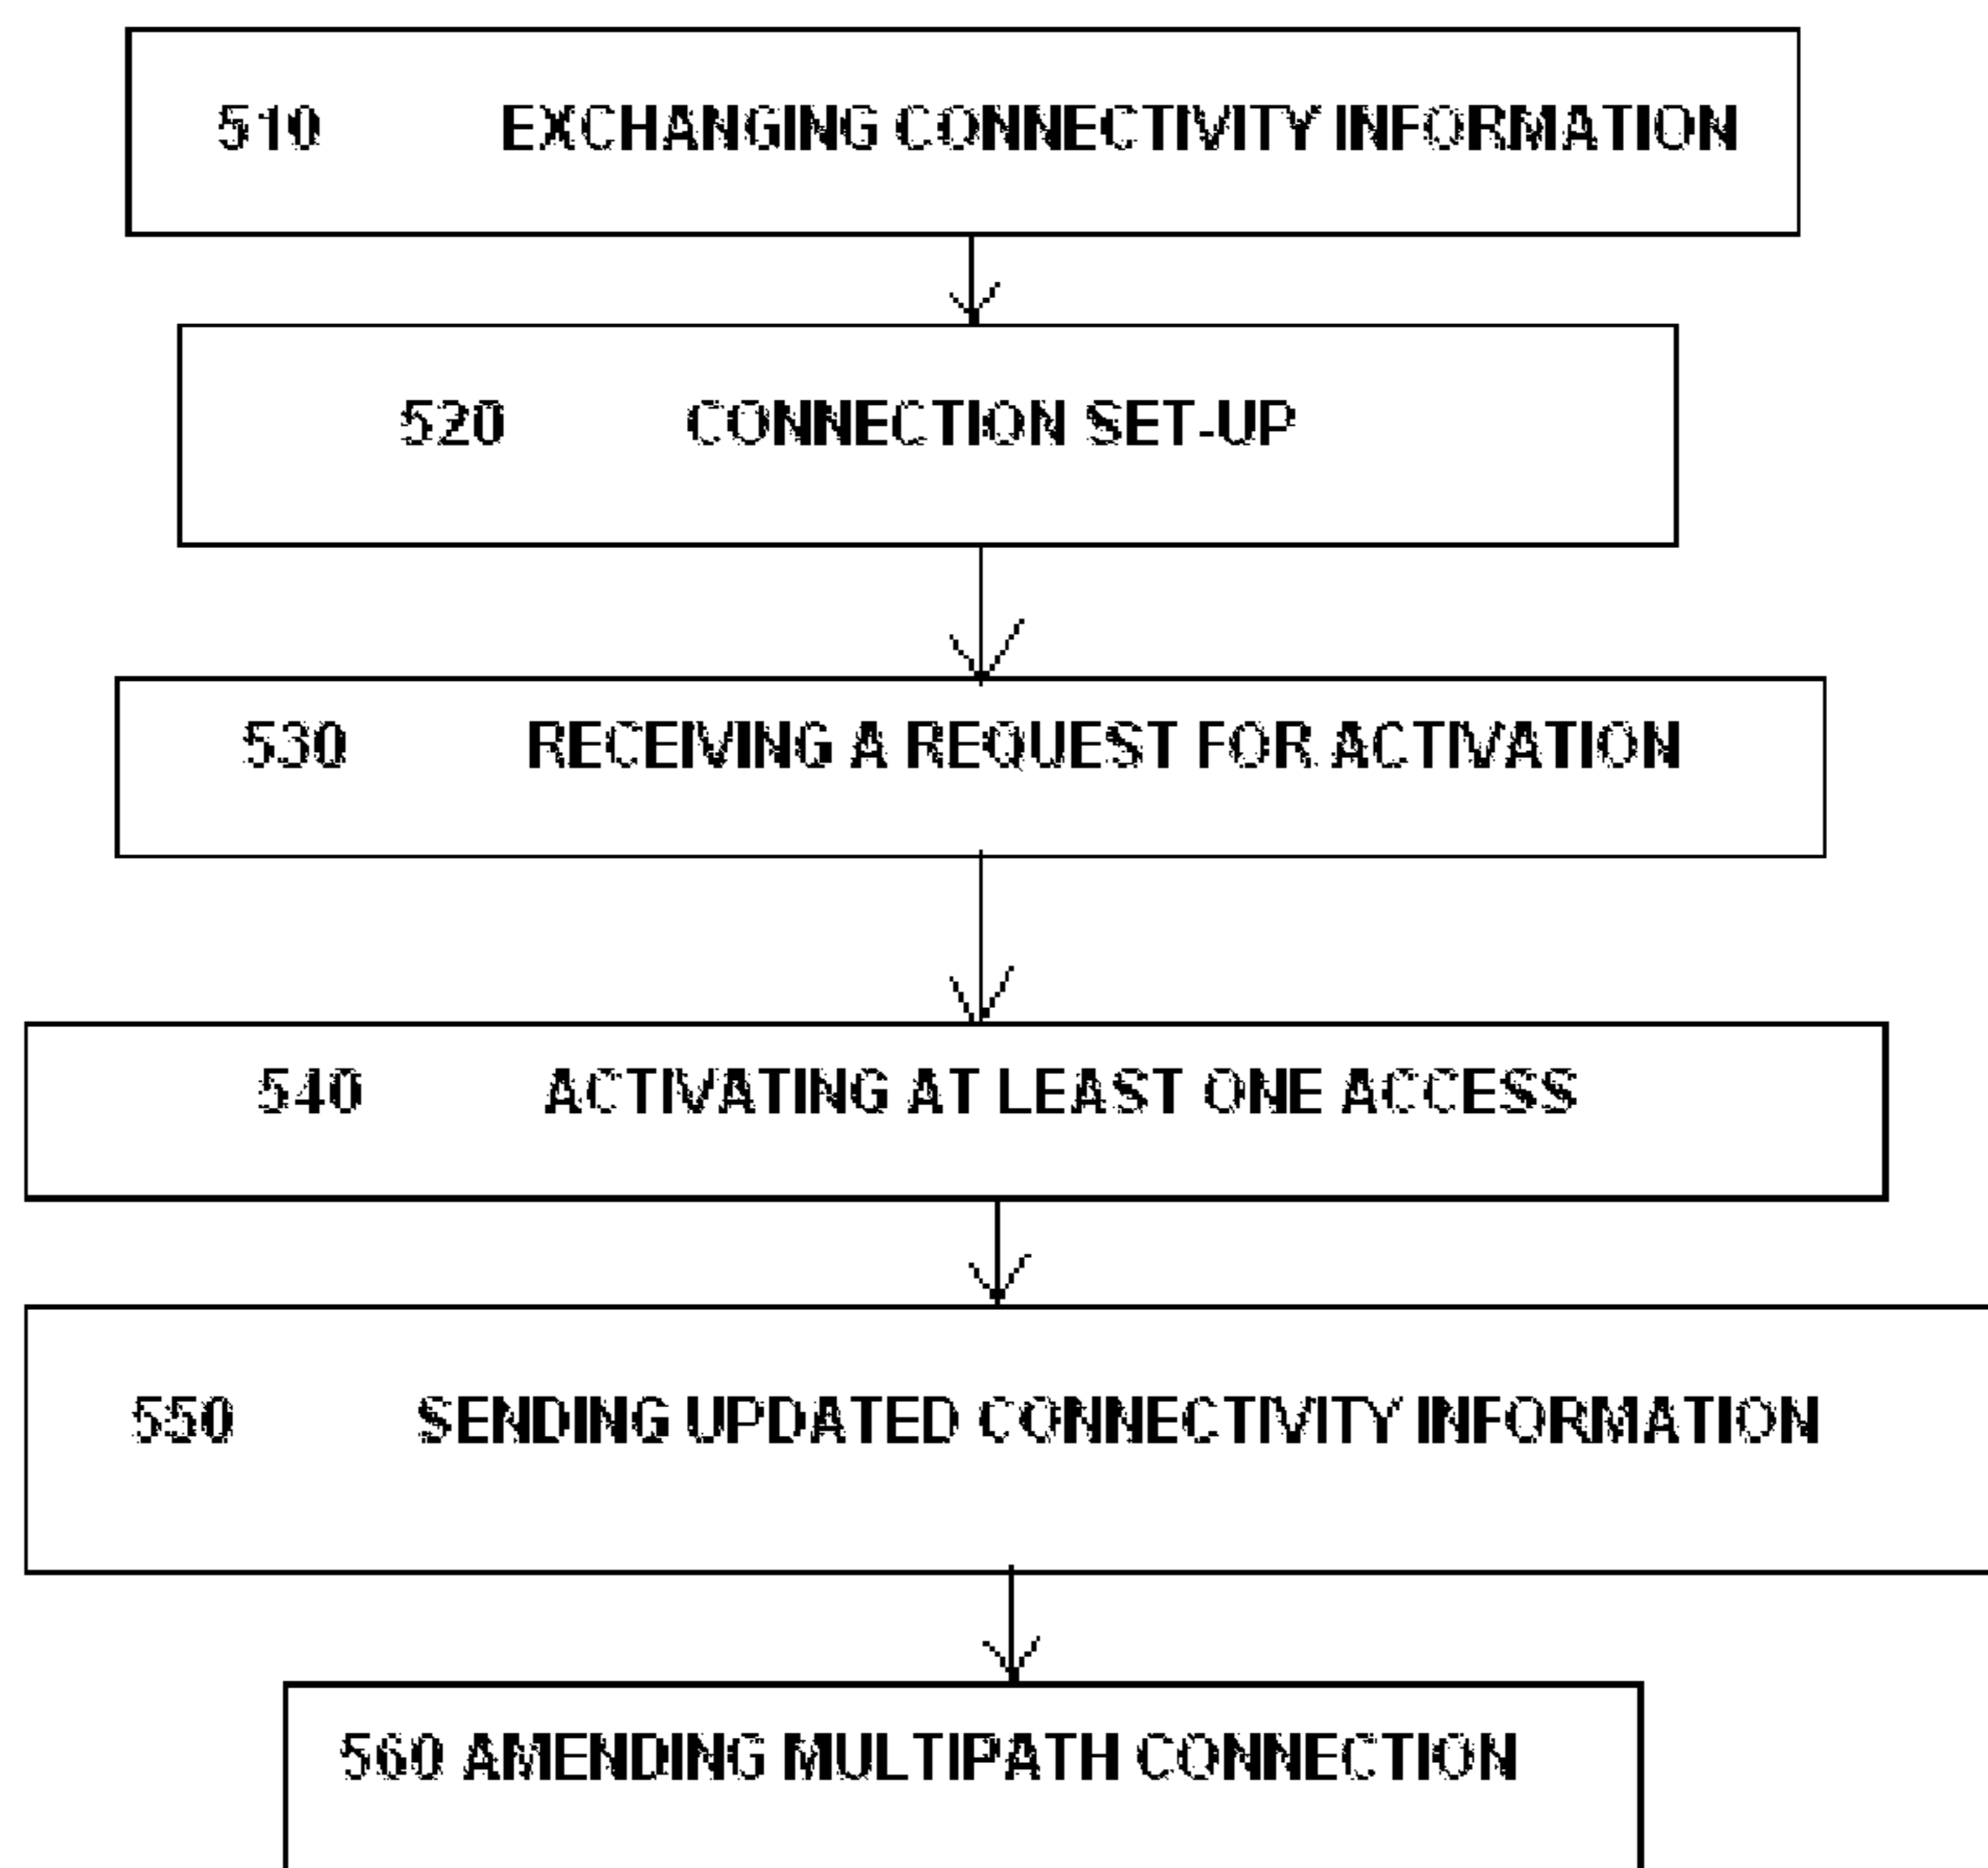 510 EXCHANGING CONNECTIVITY INFORMATION
520 CONNECTION SET-UP
530 RECEIVING A REQUEST FOR ACTIVATION
540 ACTIVATING AT LEAST ONE ACCESS
550 SENDING UPDATED CONNECTIVITY INFORMATION
560 AMENDING MULTIPATH CONNECTION